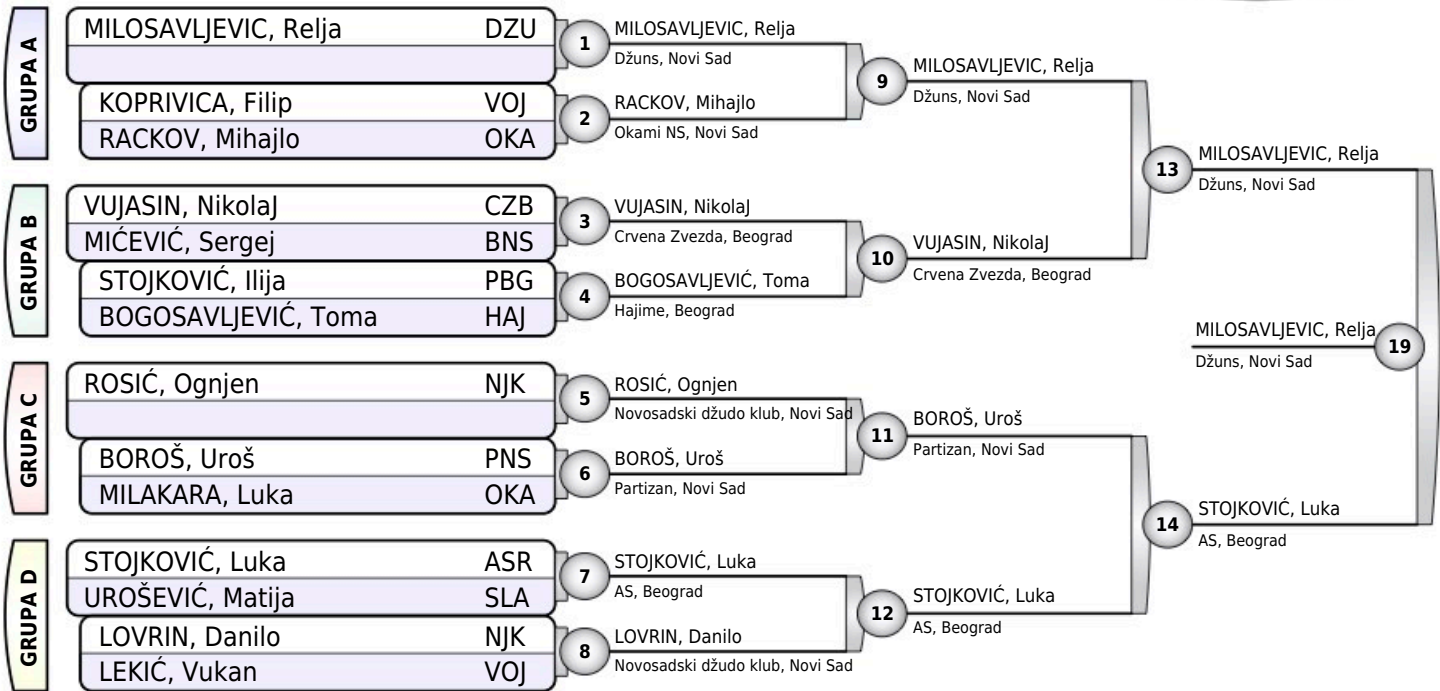 GRUPA A
MILOSAVLJEVIC, Relja DZU
KOPRIVICA, Filip VOJ
RACKOV, Mihajlo OKA
GRUPA B
VUJASIN, NikolaJ CZB
MIĆEVIĆ, Sergej BNS
STOJKOVIĆ, Ilija PBG
BOGOSAVLJEVIĆ, Toma HAJ
GRUPA C
ROSIĆ, Ognjen NJK
BOROŠ, Uroš PNS
MILAKARA, Luka OKA
GRUPA D
STOJKOVIĆ, Luka ASR
UROŠEVIĆ, Matija SLA
LOVRIN, Danilo NJK
LEKIĆ, Vukan VOJ
1
MILOSAVLJEVIC, Relja
Džuns, Novi Sad
2
RACKOV, Mihajlo
Okami NS, Novi Sad
3
VUJASIN, NikolaJ
Crvena Zvezda, Beograd
4
BOGOSAVLJEVIĆ, Toma
Hajime, Beograd
5
ROSIĆ, Ognjen
Novosadski džudo klub, Novi Sad
6
BOROŠ, Uroš
Partizan, Novi Sad
7
STOJKOVIĆ, Luka
AS, Beograd
8
LOVRIN, Danilo
Novosadski džudo klub, Novi Sad
9
MILOSAVLJEVIC, Relja
Džuns, Novi Sad
10
VUJASIN, NikolaJ
Crvena Zvezda, Beograd
11
BOROŠ, Uroš
Partizan, Novi Sad
12
STOJKOVIĆ, Luka
AS, Beograd
13
MILOSAVLJEVIC, Relja
Džuns, Novi Sad
14
STOJKOVIĆ, Luka
AS, Beograd
MILOSAVLJEVIC, Relja
Džuns, Novi Sad
19